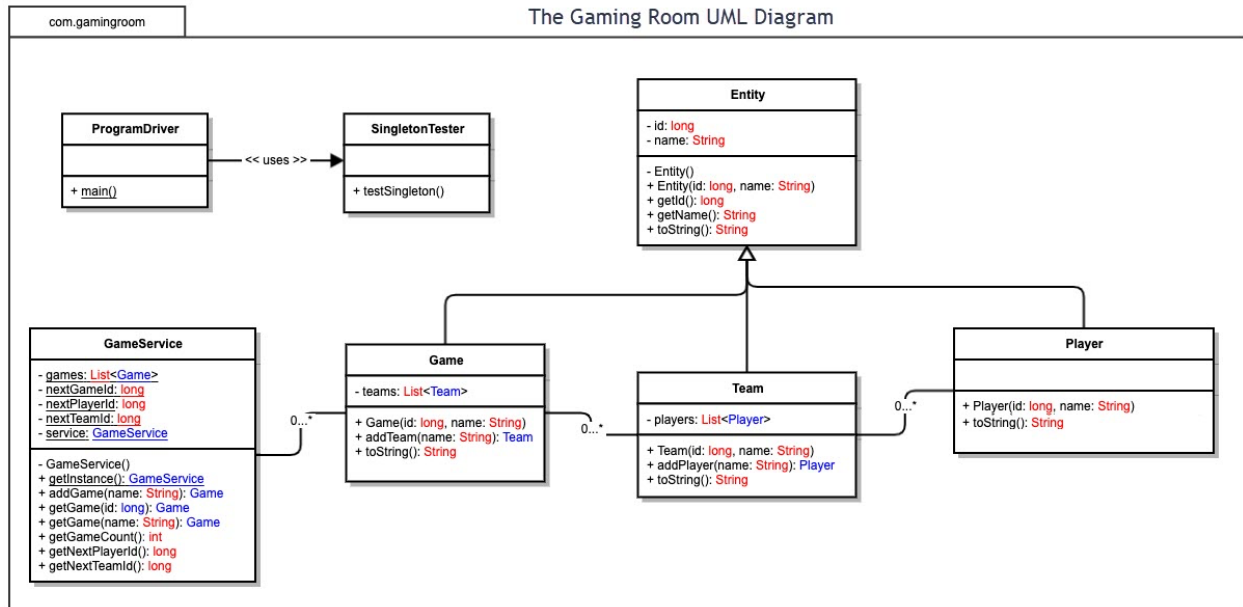 com.gamingroom
The Gaming Room UML Diagram
ProgramDriver
+ main()
<< uses >>
SingletonTester
+ testSingleton()
Entity
- id: long
- name: String
- Entity()
+ Entity(id: long, name: String)
+ getId(): long
+ getName(): String
+ toString(): String
GameService
- games: List<Game>
- nextGameId: long
- nextPlayerId: long
- nextTeamId: long
- service: GameService
- GameService()
+ getInstance(): GameService
+ addGame(name: String): Game
+ getGame(id: long): Game
+ getGame(name: String): Game
+ getGameCount: int
+ getNextPlayerId(): long
+ getNextTeamId(): long
0...*
Game
- teams: List<Team>
+ Game(id: long, name: String)
+ addTeam(name: String): Team
+ toString(): String
0...*
Team
- players: List<Player>
+ Team(id: long, name: String)
+ addPlayer(name: String): Player
+ toString(): String
0...*
Player
+ Player(id: long, name: String)
+ toString(): String